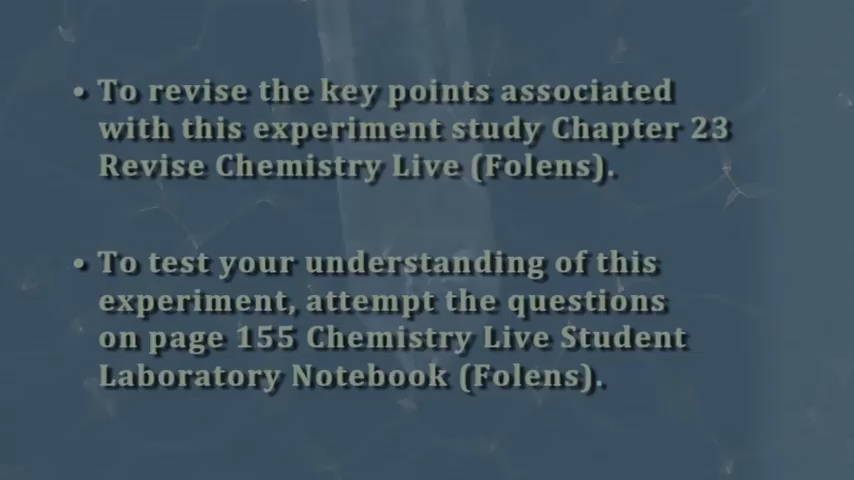 • To revise the key points associated
with this experiment study Chapter 23
Revise Chemistry Live (Folens).
• To test your understanding of this
experiment, attempt the questions
on page 155 Chemistry Live Student
Laboratory Notebook (Folens).